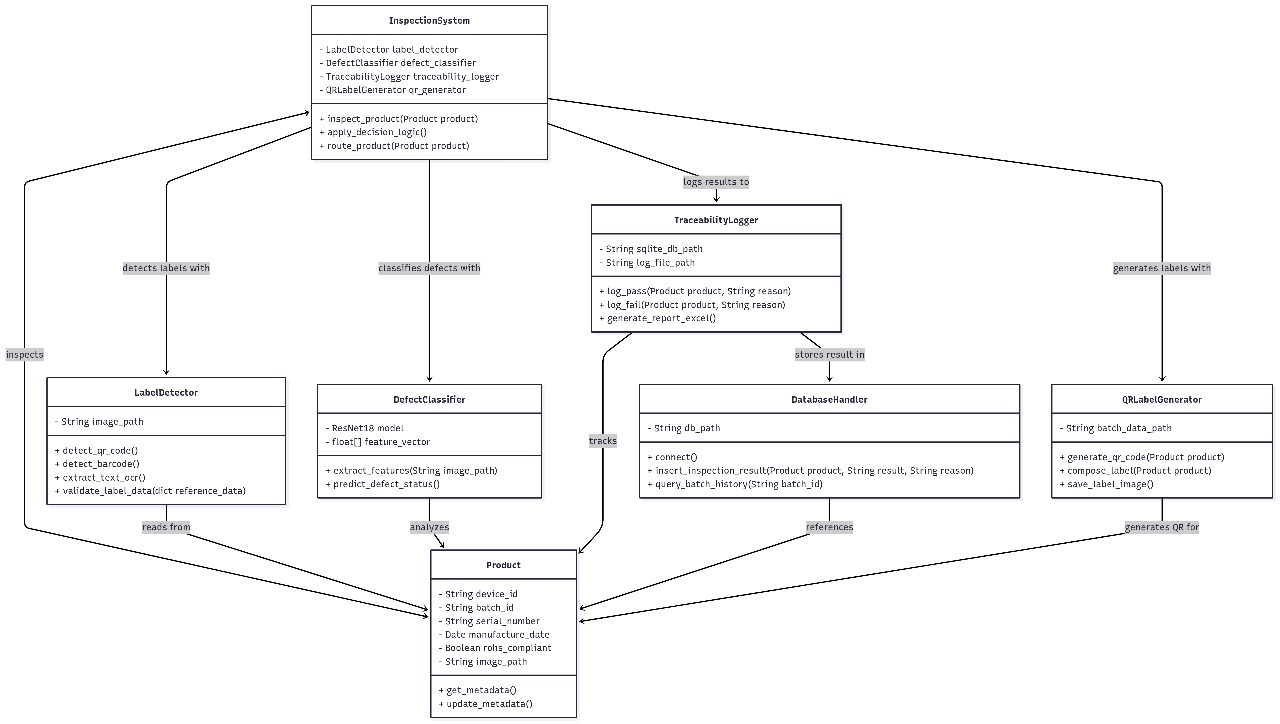 InspectionSystem
- LabelDetector label_detector
- DefectClassifier defect_classifier
- TraceabilityLogger traceability_logger
- QRLabelGenerator qr_generator
+ inspect_product(Product product)
+ apply_decision_logic()
+ route_product(Product product)
logs results to
TraceabilityLogger
- String sqlite_db_path
- String log_file_path
+ log_pass(Product product, String reason)
+ log_fail(Product product, String reason)
+ generate_report_excel()
detects labels with
classifies defects with
generates labels with
inspects
stores result in
LabelDetector
- String image_path
+ detect_qr_code()
+ detect_barcode()
+ extract_text_ocr()
+ validate_label_data(dict reference_data)
DefectClassifier
- ResNet18 model
- float[] feature_vector
+ extract_features(String image_path)
+ predict_defect_status()
tracks
DatabaseHandler
- String db_path
+ connect()
+ insert_inspection_result(Product product, String result, String reason)
+ query_batch_history(String batch_id)
QRLabelGenerator
- String batch_data_path
+ generate_qr_code(Product product)
+ compose_label(Product product)
+ save_label_image()
reads from
analyzes
references
generates QR for
Product
- String device_id
- String batch_id
- String serial_number
- Date manufacture_date
- Boolean rohs_compliant
- String image_path
+ get_metadata()
+ update_metadata()